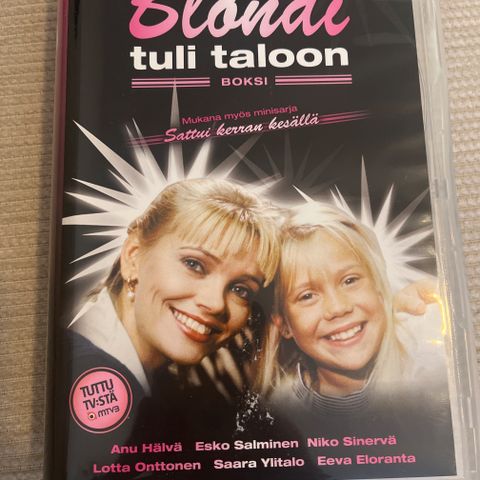 Blondi
tuli taloon
BOKSI
Mukana myös minisarja
Sattui kerran kesällä
TUTTU
TV:STÄ
MTV3
Anu Hälvä Esko Salminen Niko Sinervä
Lotta Onttonen Saara Ylitalo Eeva Eloranta